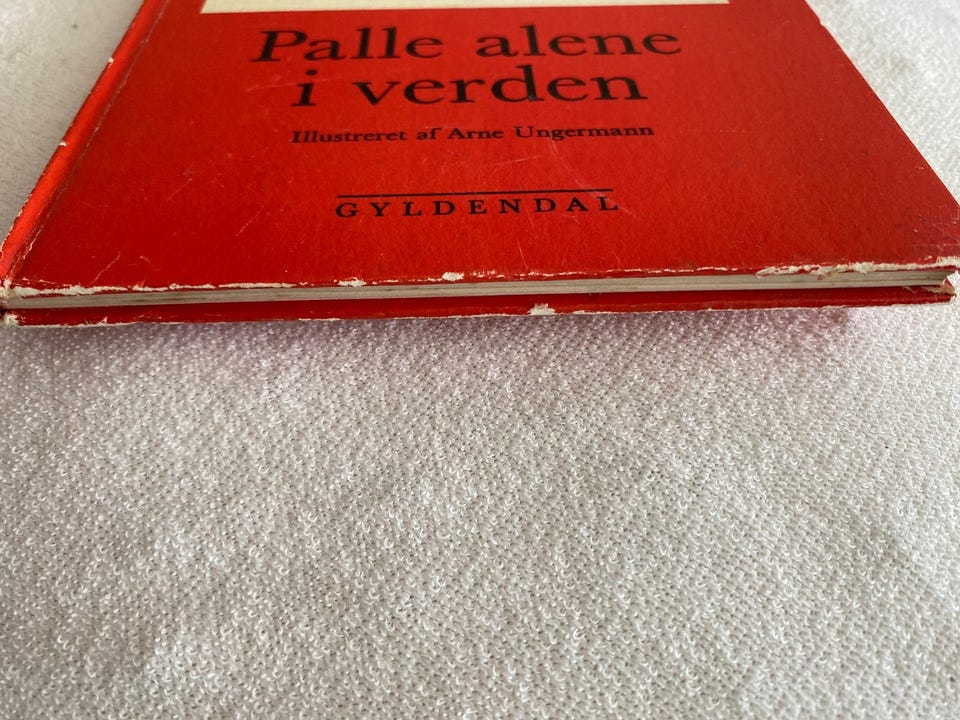 Palle alene
i verden
Illustreret af Arne Ungermann
GYLDENDAL